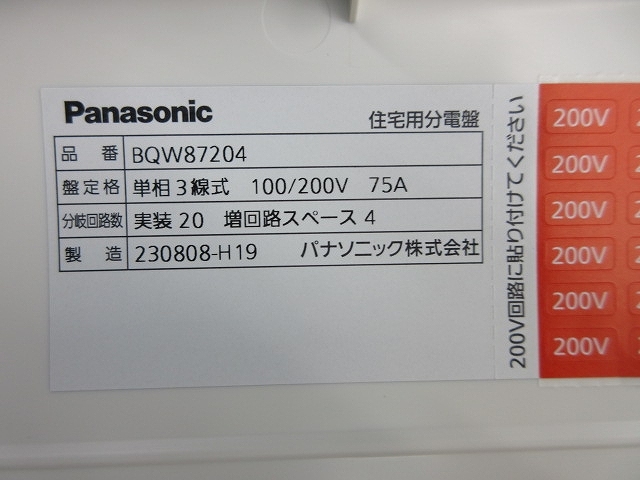 Panasonic
住宅用分電盤
品 番 BQW87204
盤定格 単相3線式 100/200V 75A
分岐回路数 実装 20 増回路スペース 4
製 造 230808-H19 パナソニック株式会社
200V回路に貼り付けてください
200V
200V
200V
200V
200V
200V